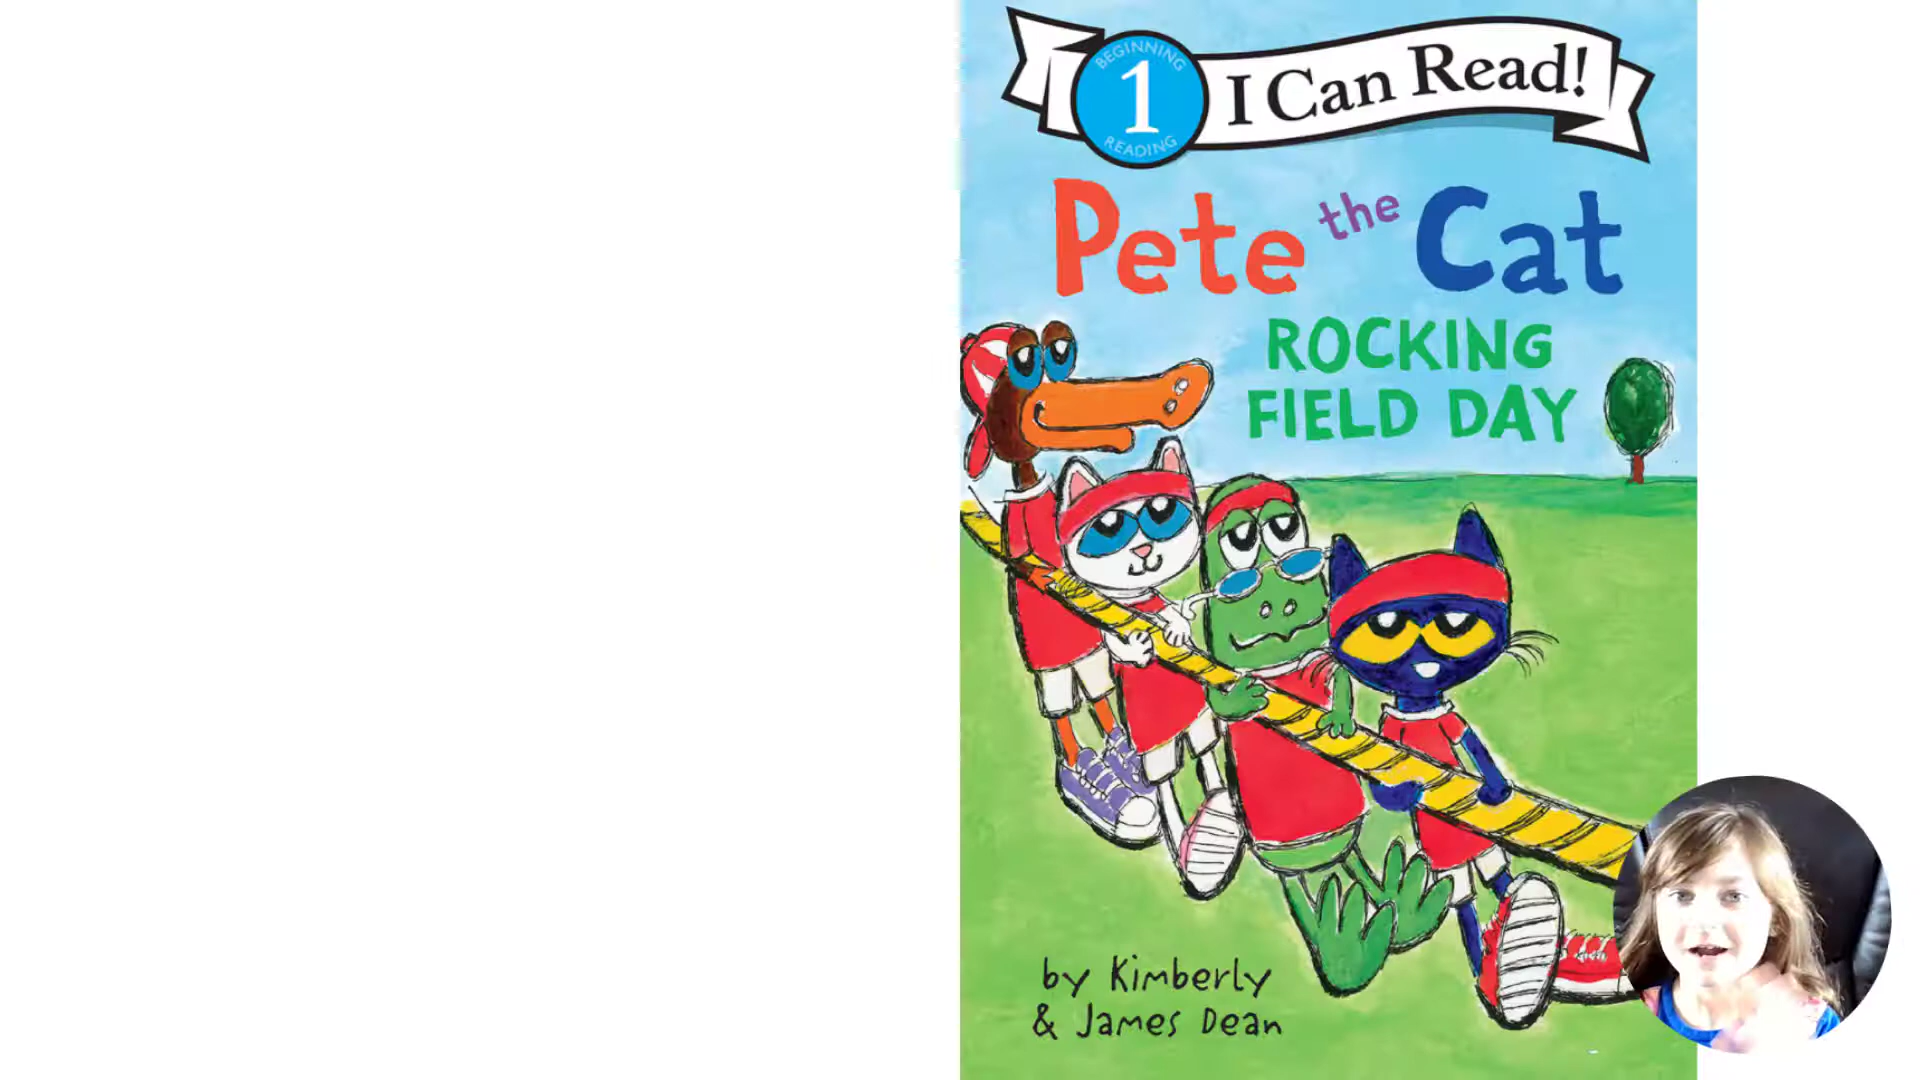 BEGINNING
1
READING
I Can Read!
Pete the Cat
ROCKING
FIELD DAY
by Kimberly
& James Dean